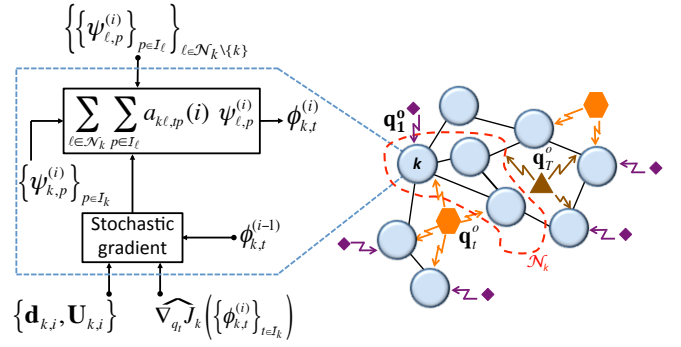 {{ψ_{ℓ,p}^{(i)}}_{p∈I_ℓ}}_{ℓ∈𝒩_k\{k}}
∑_{ℓ∈𝒩_k} ∑_{p∈I_ℓ} a_{kℓ,tp}(i) ψ_{ℓ,p}^{(i)}
ϕ_{k,t}^{(i)}
{ψ_{k,p}^{(i)}}_{p∈I_k}
Stochastic
gradient
ϕ_{k,t}^{(i-1)}
{d_{k,i}, U_{k,i}}
\widehat{∇_{q_t} J_k}({ϕ_{k,t}^{(i)}}_{t∈I_k})
q_1^o
k
q_T^o
q_t^o
𝒩_k